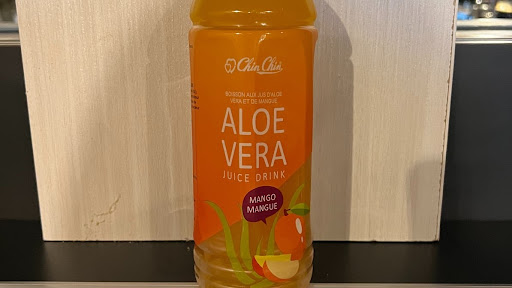 Chin Chin
BOISSON AUX JUS D'ALOE
VERA ET DE MANGUE
ALOE
VERA
JUICE DRINK
MANGO
MANGUE